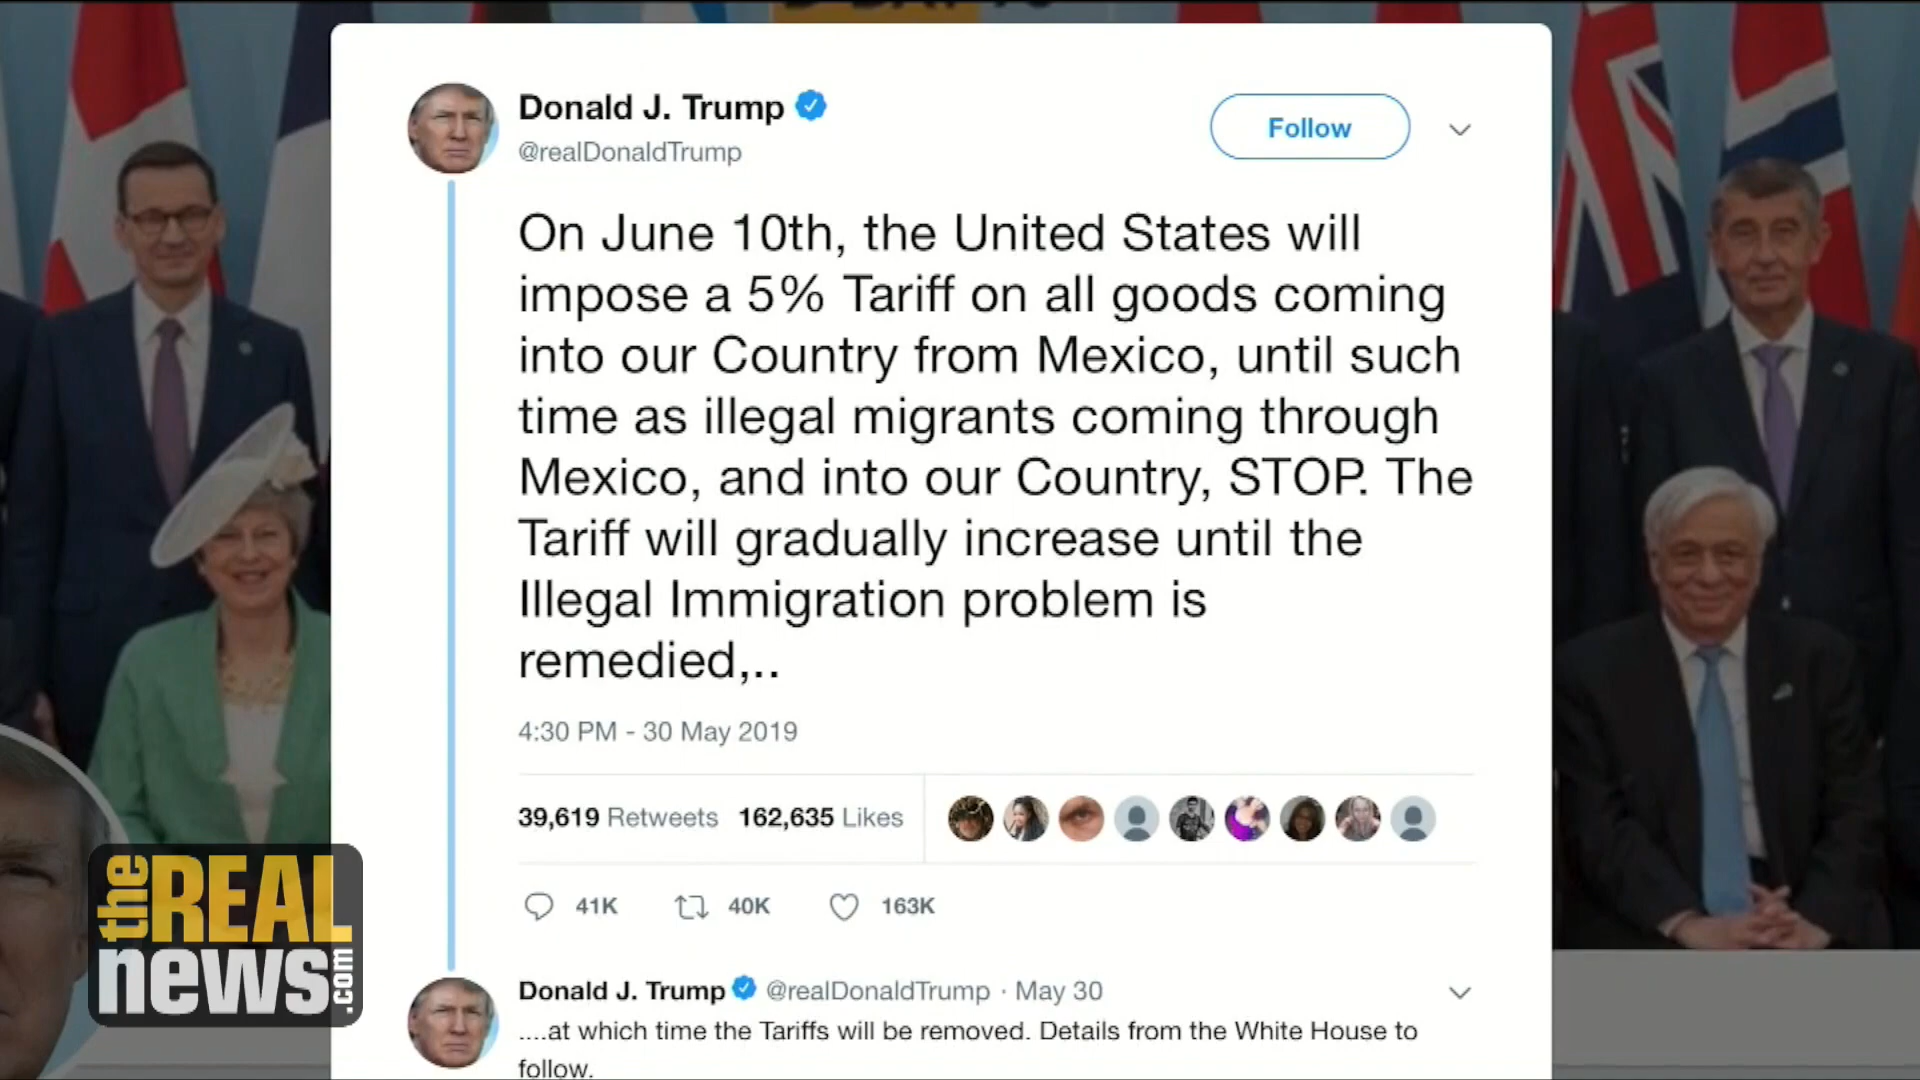 Donald J. Trump
@realDonaldTrump
Follow
On June 10th, the United States will
impose a 5% Tariff on all goods coming
into our Country from Mexico, until such
time as illegal migrants coming through
Mexico, and into our Country, STOP. The
Tariff will gradually increase until the
Illegal Immigration problem is
remedied,..
4:30 PM - 30 May 2019
39,619 Retweets 162,635 Likes
41K 40K 163K
Donald J. Trump @realDonaldTrump · May 30
....at which time the Tariffs will be removed. Details from the White House to
follow.
the REAL
news.com